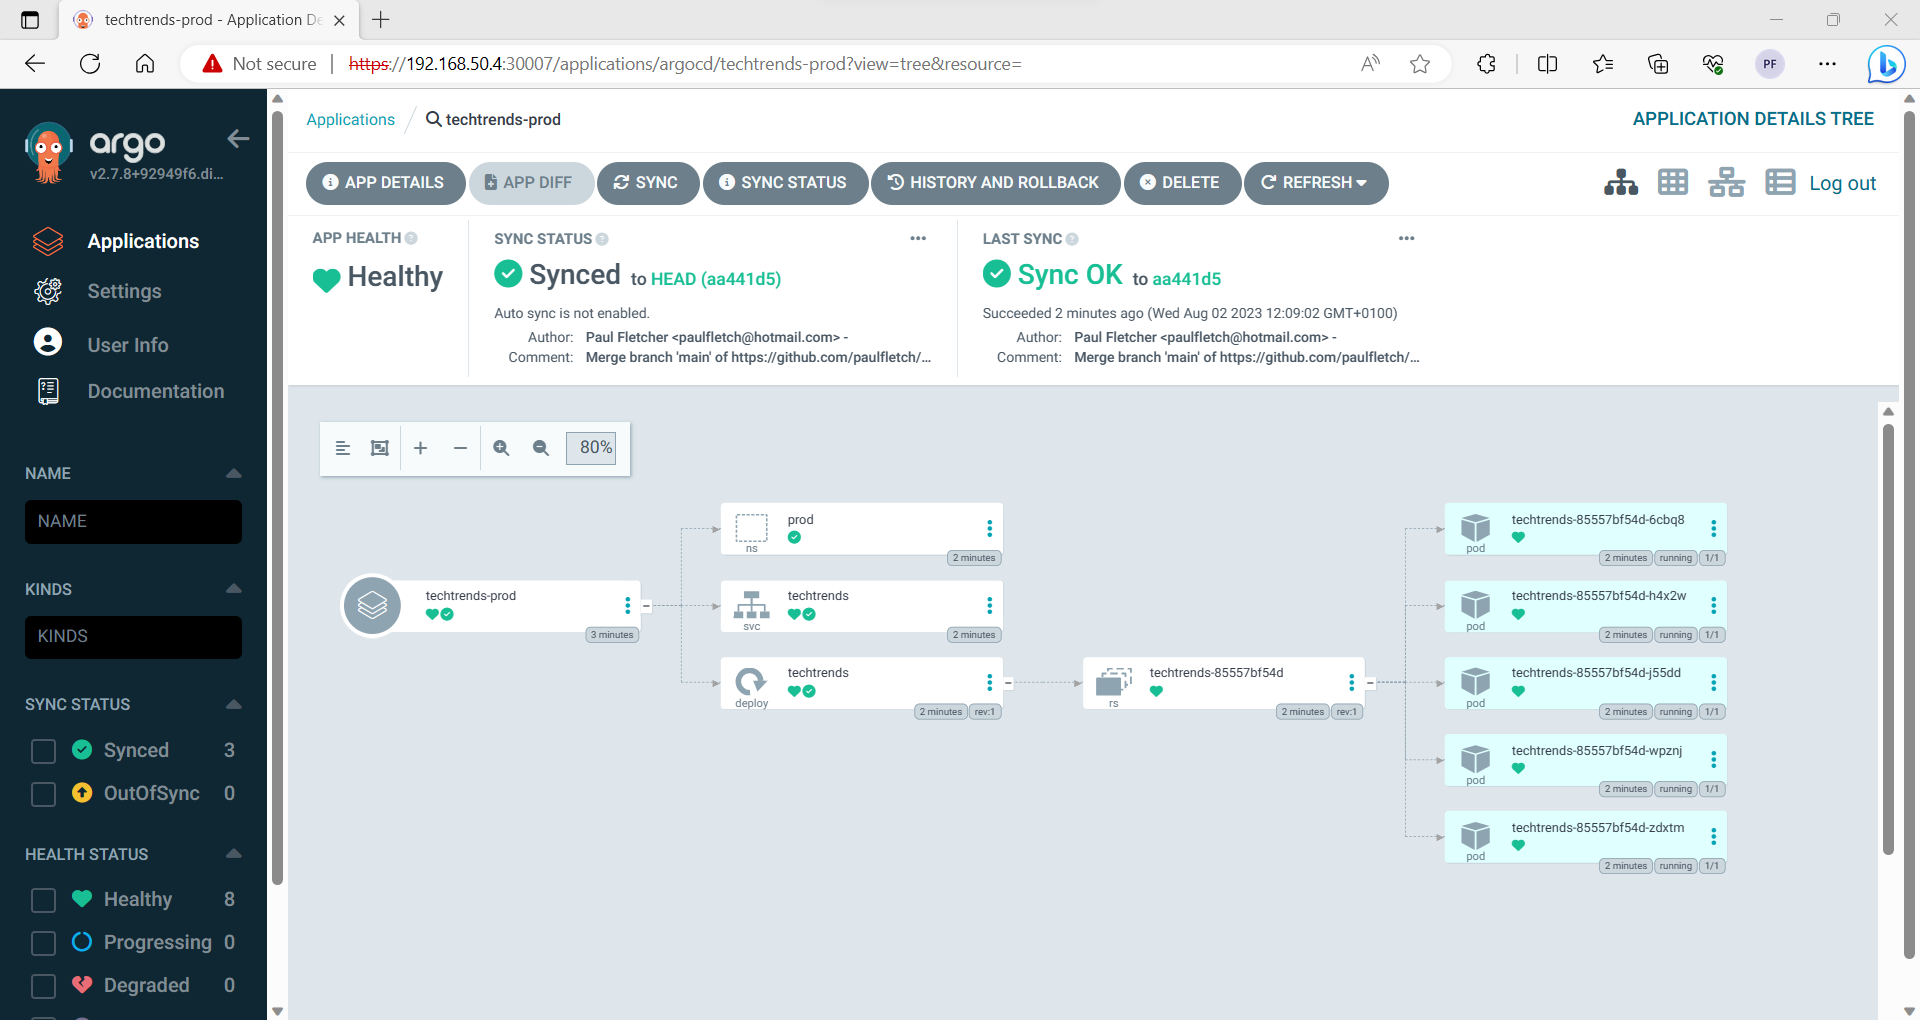 techtrends-prod - Application De
Not secure
https://192.168.50.4:30007/applications/argocd/techtrends-prod?view=tree&resource=
PF
argo
v2.7.8+92949f6.di...
Applications
Settings
User Info
Documentation
NAME
NAME
KINDS
KINDS
SYNC STATUS
Synced 3
OutOfSync 0
HEALTH STATUS
Healthy 8
Progressing 0
Degraded 0
Applications / techtrends-prod
APPLICATION DETAILS TREE
APP DETAILS
APP DIFF
SYNC
SYNC STATUS
HISTORY AND ROLLBACK
DELETE
REFRESH
Log out
APP HEALTH
Healthy
SYNC STATUS
Synced to HEAD (aa441d5)
Auto sync is not enabled.
Author: Paul Fletcher <paulfletch@hotmail.com> -
Comment: Merge branch 'main' of https://github.com/paulfletch/...
LAST SYNC
Sync OK to aa441d5
Succeeded 2 minutes ago (Wed Aug 02 2023 12:09:02 GMT+0100)
Author: Paul Fletcher <paulfletch@hotmail.com> -
Comment: Merge branch 'main' of https://github.com/paulfletch/...
80%
techtrends-prod
3 minutes
prod
ns
2 minutes
techtrends
svc
2 minutes
techtrends
deploy
2 minutes rev:1
techtrends-85557bf54d
rs
2 minutes rev:1
techtrends-85557bf54d-6cbq8
pod
2 minutes running 1/1
techtrends-85557bf54d-h4x2w
pod
2 minutes running 1/1
techtrends-85557bf54d-j55dd
pod
2 minutes running 1/1
techtrends-85557bf54d-wpznj
pod
2 minutes running 1/1
techtrends-85557bf54d-zdxtm
pod
2 minutes running 1/1